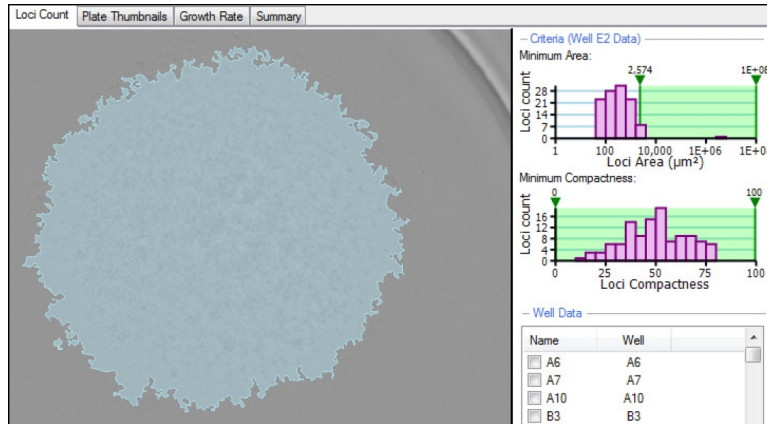 Loci Count Plate Thumbnails Growth Rate Summary
Criteria (Well E2 Data)
Minimum Area:
2,574 1E+08
28
21
14
7
Loci count
1 100 10,000 1E+06 1E+0
Loci Area (µm²)
Minimum Compactness:
0 100
16
12
8
4
0
Loci count
0 25 50 75 100
Loci Compactness
Well Data
Name Well
A6 A6
A7 A7
A10 A10
B3 B3